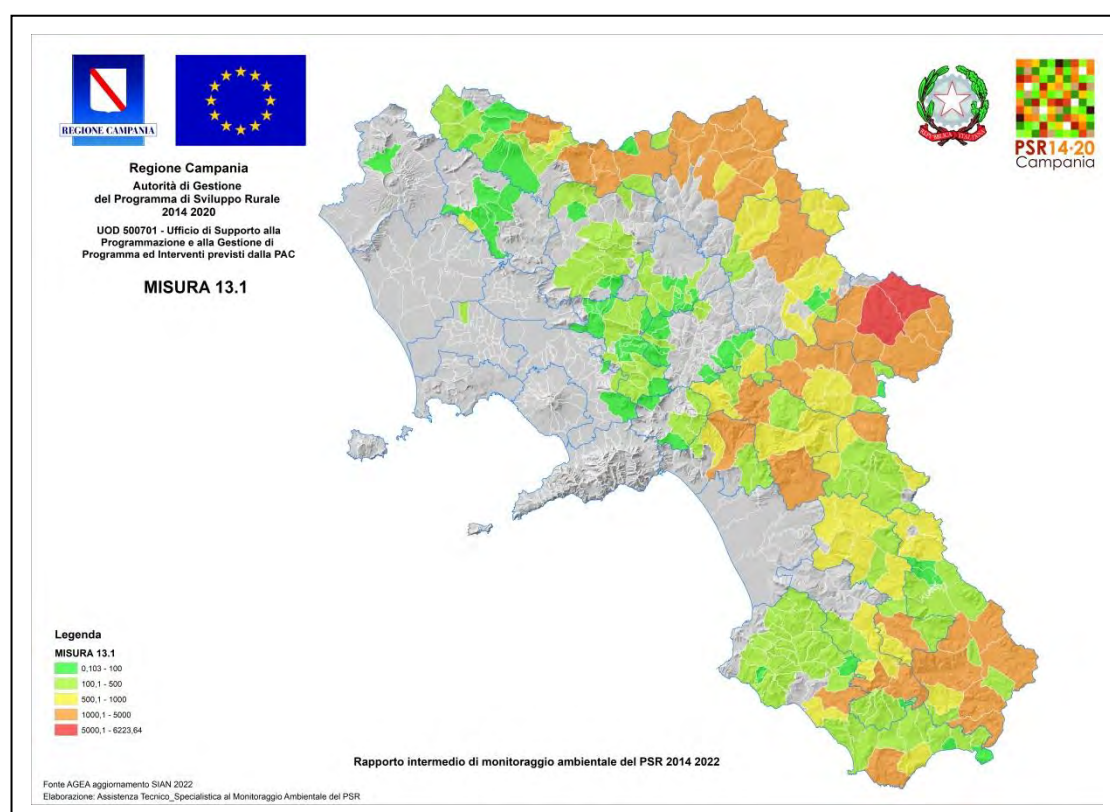 REGIONE CAMPANIA
Regione Campania
Autorità di Gestione
del Programma di Sviluppo Rurale
2014 2020
UOD 500701 - Ufficio di Supporto alla
Programmazione e alla Gestione di
Programma ed Interventi previsti dalla PAC
MISURA 13.1
REPVBBLICA ITALIANA
PSR14·20
Campania
Legenda
MISURA 13.1
0,103 - 100
100,1 - 500
500,1 - 1000
1000,1 - 5000
5000,1 - 6223,64
Rapporto intermedio di monitoraggio ambientale del PSR 2014 2022
Fonte AGEA aggiornamento SIAN 2022
Elaborazione: Assistenza Tecnico_Specialistica al Monitoraggio Ambientale del PSR